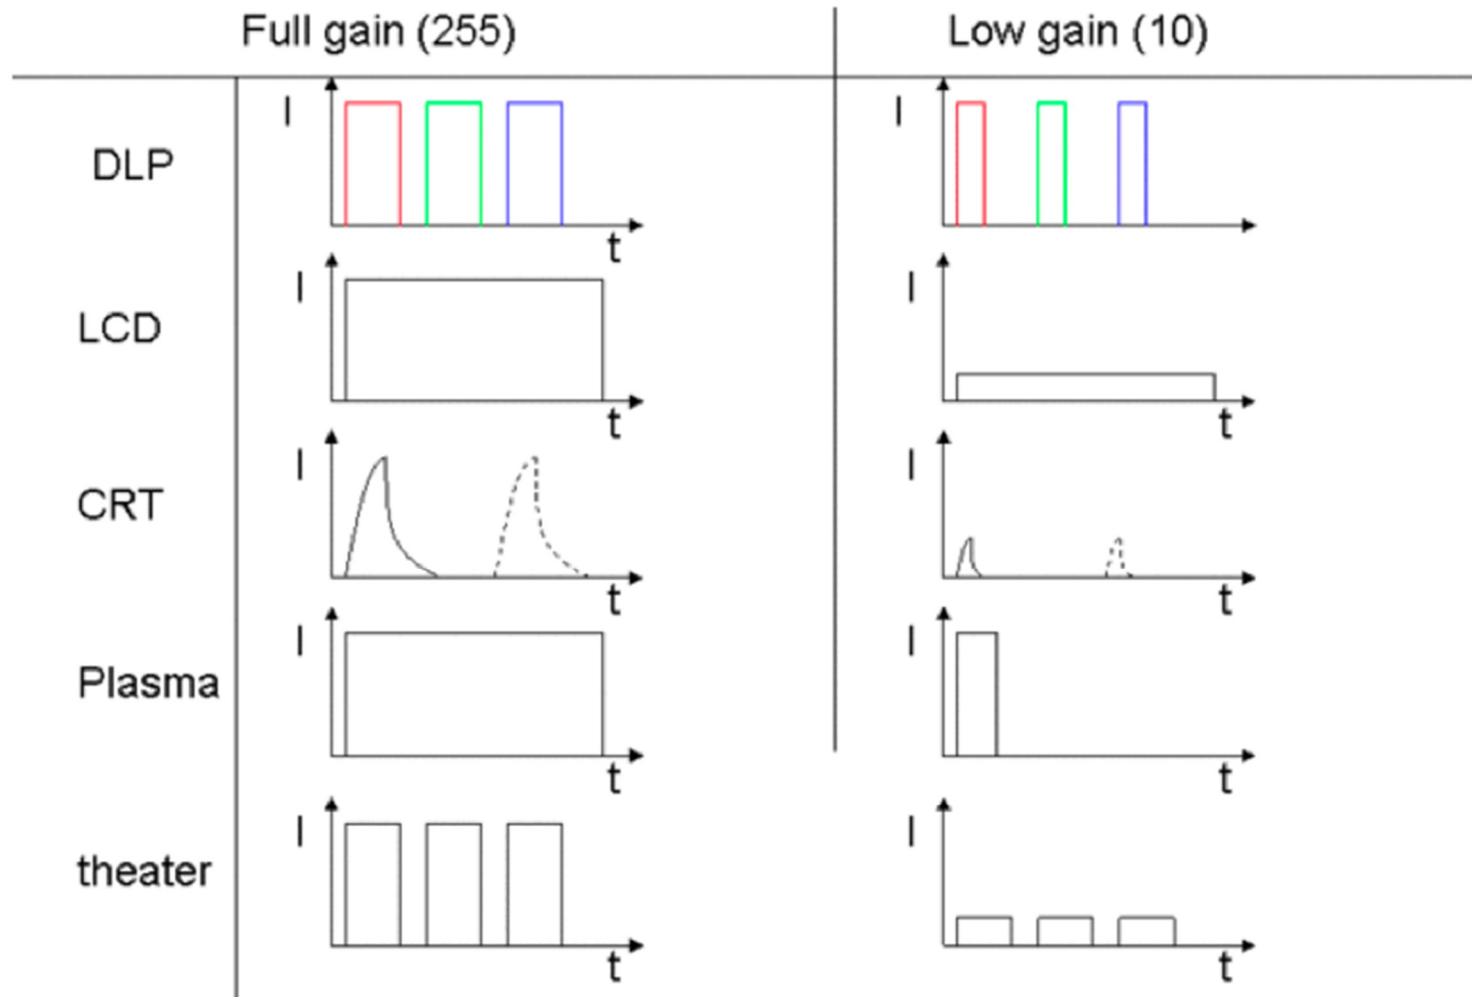 Full gain (255) Low gain (10)
DLP I t I
LCD I t I t
CRT I t I t
Plasma I t I t
theater I t I t